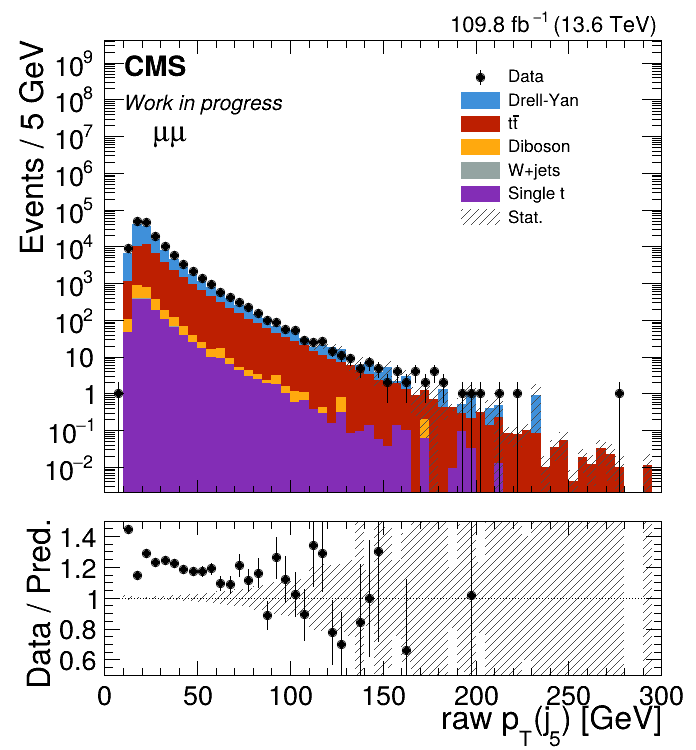 109.8 fb⁻¹ (13.6 TeV)
CMS
Work in progress
μμ
Data
Drell-Yan
tt̄
Diboson
W+jets
Single t
Stat.
Events / 5 GeV
10⁹
10⁸
10⁷
10⁶
10⁵
10⁴
10³
10²
10
1
10⁻¹
10⁻²
Data / Pred.
1.4
1.2
1
0.8
0.6
0 50 100 150 200 250 300
raw p_T(j₅) [GeV]